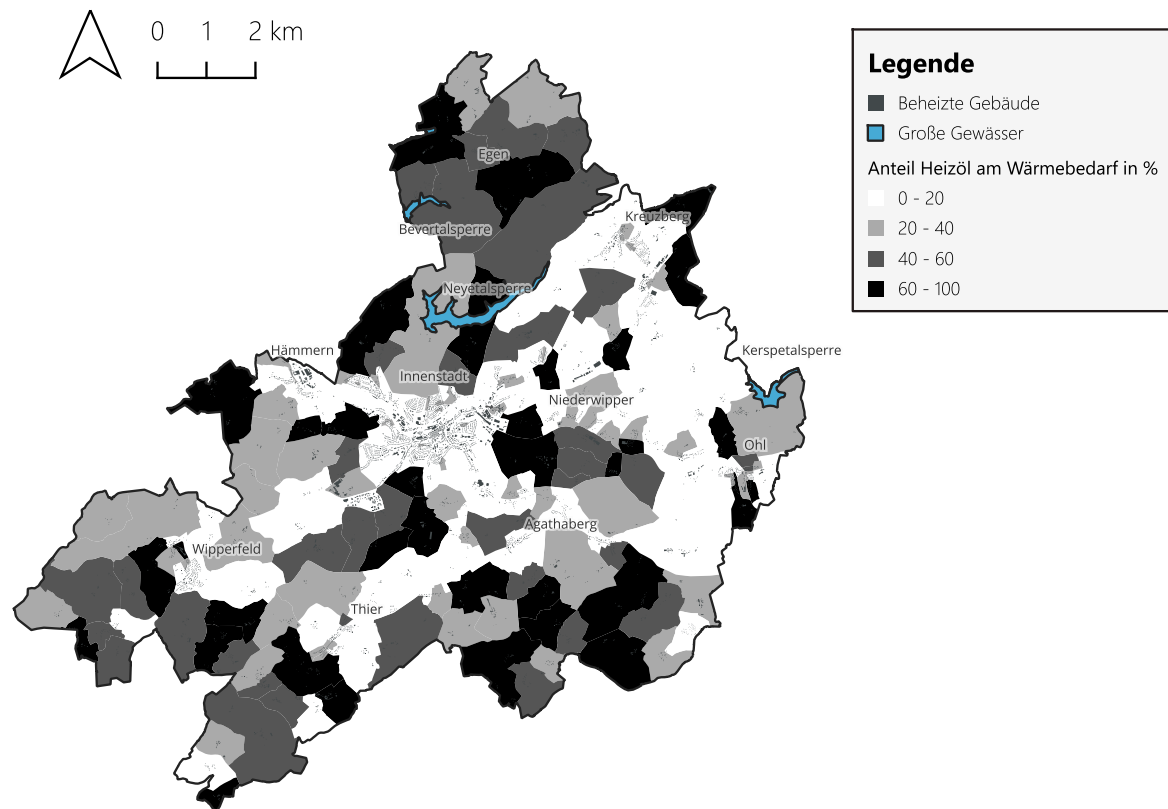 0 1 2 km
Legende
Beheizte Gebäude
Große Gewässer
Anteil Heizöl am Wärmebedarf in %
0 - 20
20 - 40
40 - 60
60 - 100
Egen
Kreuzberg
Bevertalsperre
Neyetalsperre
Hämmern
Kerspetalsperre
Innenstadt
Niederwipper
Ohl
Agathaberg
Wipperfeld
Thier